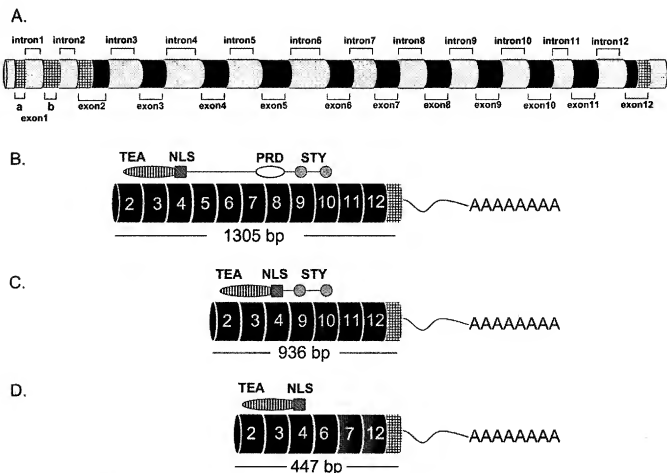 A.
intron1 intron2 intron3 intron4 intron5 intron6 intron7 intron8 intron9 intron10 intron11 intron12
a b exon2 exon3 exon4 exon5 exon6 exon7 exon8 exon9 exon10 exon11 exon12
exon1
B.
TEA NLS PRD STY
2 3 4 5 6 7 8 9 10 11 12 AAAAAAAA
1305 bp
C.
TEA NLS STY
2 3 4 9 10 11 12 AAAAAAAA
936 bp
D.
TEA NLS
2 3 4 6 7 12 AAAAAAAA
447 bp